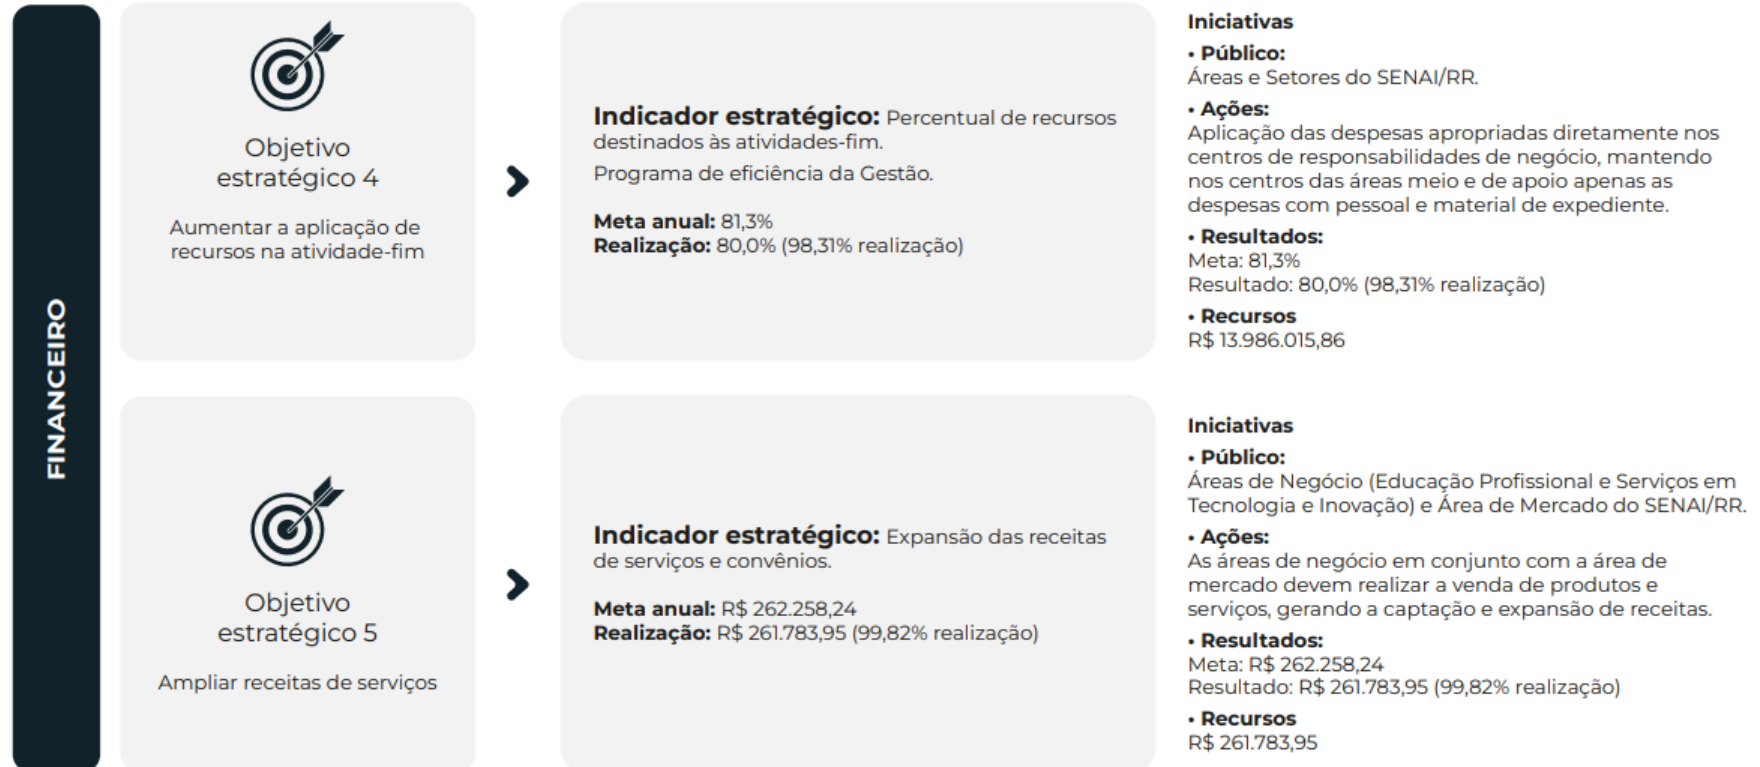 FINANCEIRO
Objetivo
estratégico 4
Aumentar a aplicação de
recursos na atividade-fim
Indicador estratégico: Percentual de recursos
destinados às atividades-fim.
Programa de eficiência da Gestão.
Meta anual: 81,3%
Realização: 80,0% (98,31% realização)
Iniciativas
• Público:
Áreas e Setores do SENAI/RR.
• Ações:
Aplicação das despesas apropriadas diretamente nos
centros de responsabilidades de negócio, mantendo
nos centros das áreas meio e de apoio apenas as
despesas com pessoal e material de expediente.
• Resultados:
Meta: 81,3%
Resultado: 80,0% (98,31% realização)
• Recursos
R$ 13.986.015,86
Objetivo
estratégico 5
Ampliar receitas de serviços
Indicador estratégico: Expansão das receitas
de serviços e convênios.
Meta anual: R$ 262.258,24
Realização: R$ 261.783,95 (99,82% realização)
Iniciativas
• Público:
Áreas de Negócio (Educação Profissional e Serviços em
Tecnologia e Inovação) e Área de Mercado do SENAI/RR.
• Ações:
As áreas de negócio em conjunto com a área de
mercado devem realizar a venda de produtos e
serviços, gerando a captação e expansão de receitas.
• Resultados:
Meta: R$ 262.258,24
Resultado: R$ 261.783,95 (99,82% realização)
• Recursos
R$ 261.783,95